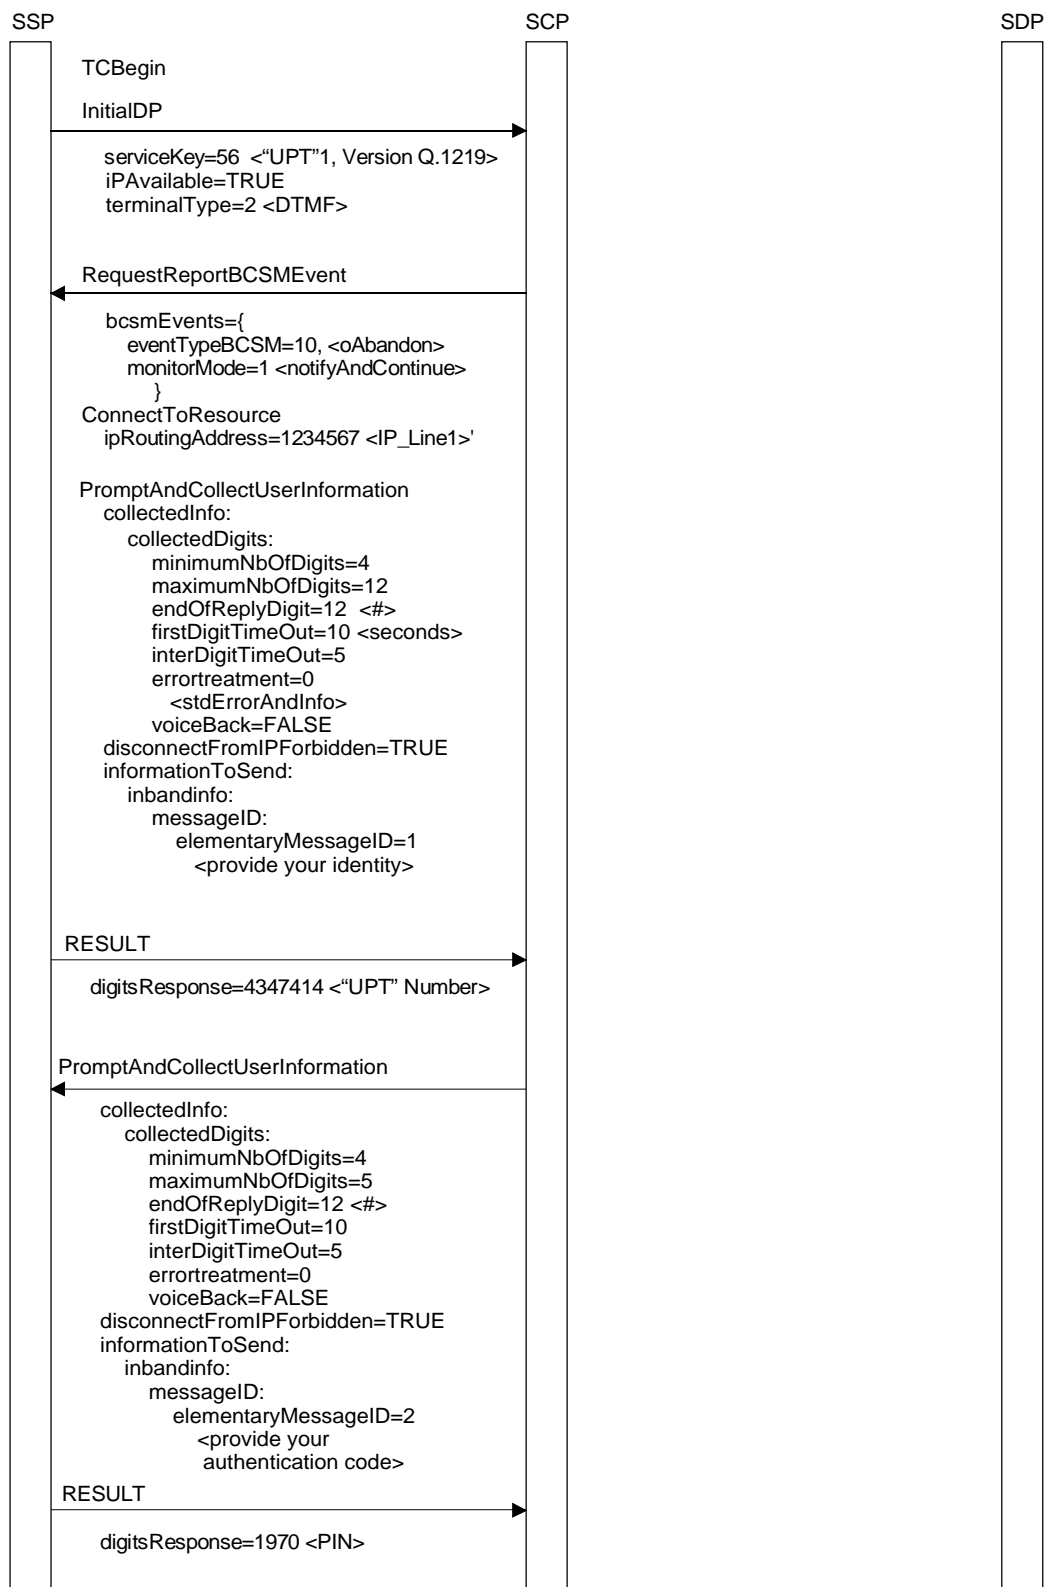 SSP SCP SDP
TCBegin
InitialDP
serviceKey=56 <“UPT”1, Version Q.1219>
iPAvailable=TRUE
terminalType=2 <DTMF>
RequestReportBCSMEvent
bcsmEvents={
eventTypeBCSM=10, <oAbandon>
monitorMode=1 <notifyAndContinue>
}
ConnectToResource
ipRoutingAddress=1234567 <IP_Line1>'
PromptAndCollectUserInformation
collectedInfo:
collectedDigits:
minimumNbOfDigits=4
maximumNbOfDigits=12
endOfReplyDigit=12 <#>
firstDigitTimeOut=10 <seconds>
interDigitTimeOut=5
errortreatment=0
<stdErrorAndInfo>
voiceBack=FALSE
disconnectFromIPForbidden=TRUE
informationToSend:
inbandinfo:
messageID:
elementaryMessageID=1
<provide your identity>
RESULT
digitsResponse=4347414 <“UPT” Number>
PromptAndCollectUserInformation
collectedInfo:
collectedDigits:
minimumNbOfDigits=4
maximumNbOfDigits=5
endOfReplyDigit=12 <#>
firstDigitTimeOut=10
interDigitTimeOut=5
errortreatment=0
voiceBack=FALSE
disconnectFromIPForbidden=TRUE
informationToSend:
inbandinfo:
messageID:
elementaryMessageID=2
<provide your
authentication code>
RESULT
digitsResponse=1970 <PIN>